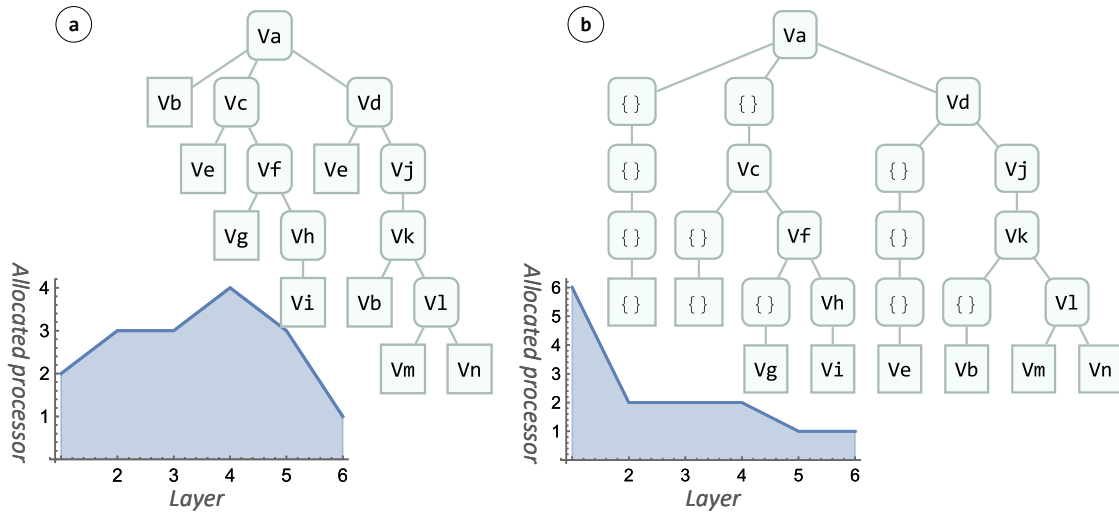 a
Va
Vb Vc Vd
Ve Vf Ve Vj
Vg Vh Vk
Vi Vb Vl
Vm Vn
Allocated processor
4
3
2
1
2 3 4 5 6
Layer
b
Va
{} {} Vd
{} Vc {} Vj
{} {} Vf {} Vk
{} {} {} Vh {} {} Vl
Vg Vi Ve Vb Vm Vn
Allocated processor
6
5
4
3
2
1
2 3 4 5 6
Layer